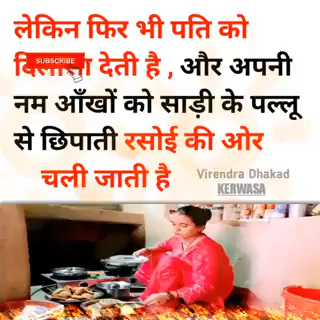 लेकिन फिर भी पति को
SUBSCRIBE
देती है , और अपनी
नम आँखों को साड़ी के पल्लू
से छिपाती रसोई की ओर
चली जाती है
Virendra Dhakad
KERWASA